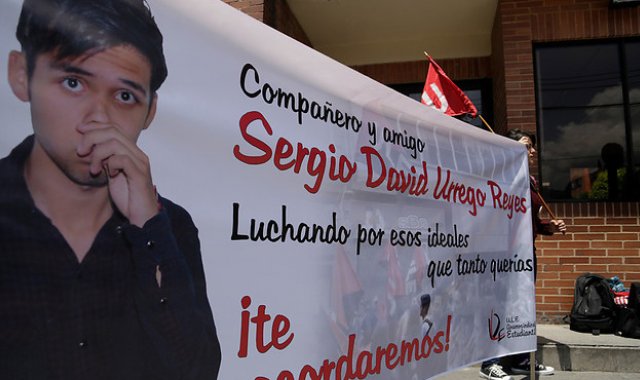 Compañero y amigo
Sergio David Urrego Reyes
Luchando por esos ideales
que tanto querías
¡te
recordaremos!